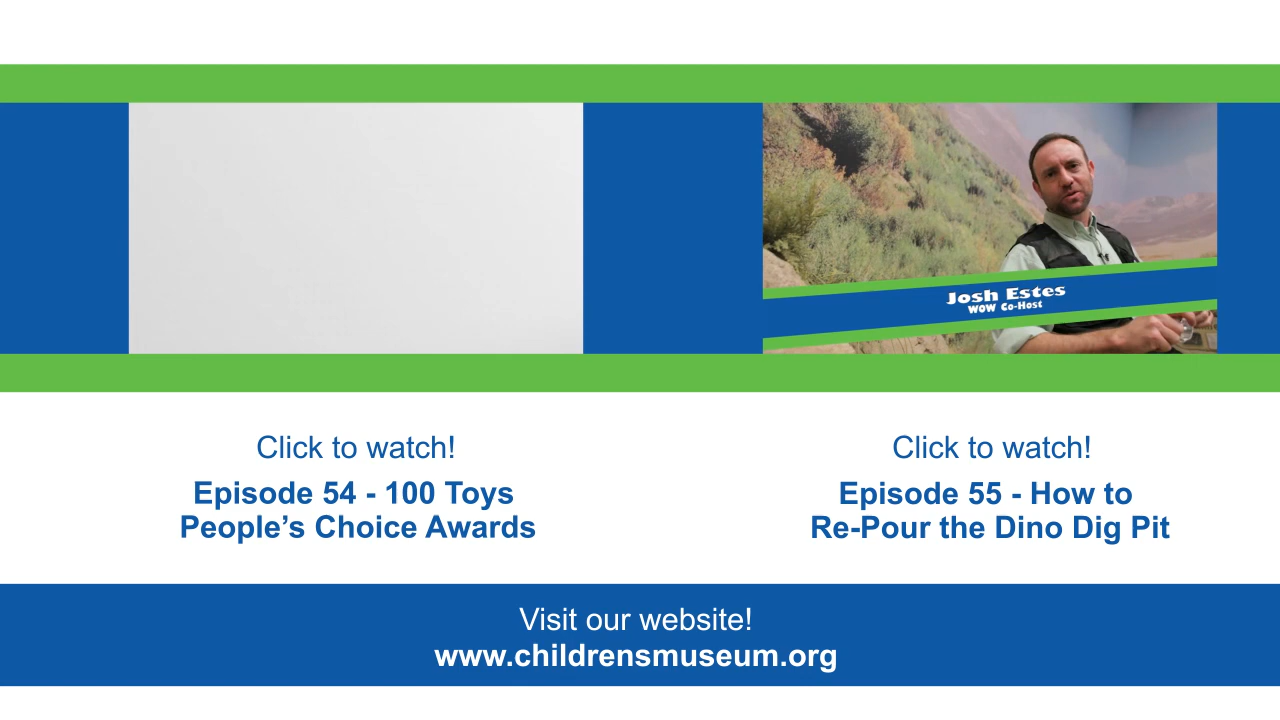 Josh Estes
WOW Co-Host
Click to watch!
Episode 54 - 100 Toys
People’s Choice Awards
Click to watch!
Episode 55 - How to
Re-Pour the Dino Dig Pit
Visit our website!
www.childrensmuseum.org